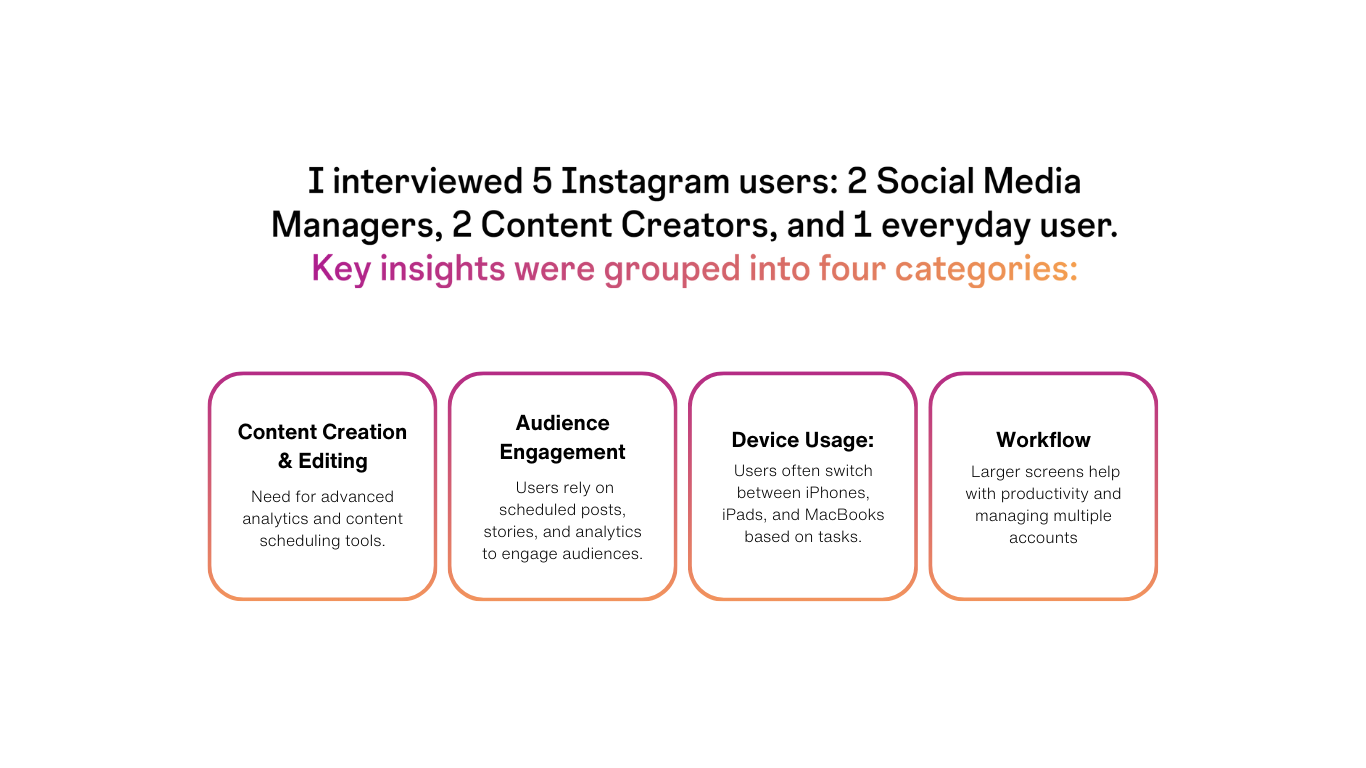 I interviewed 5 Instagram users: 2 Social Media
Managers, 2 Content Creators, and 1 everyday user.
Key insights were grouped into four categories:
Content Creation
& Editing
Need for advanced
analytics and content
scheduling tools.
Audience
Engagement
Users rely on
scheduled posts,
stories, and analytics
to engage audiences.
Device Usage:
Users often switch
between iPhones,
iPads, and MacBooks
based on tasks.
Workflow
Larger screens help
with productivity and
managing multiple
accounts